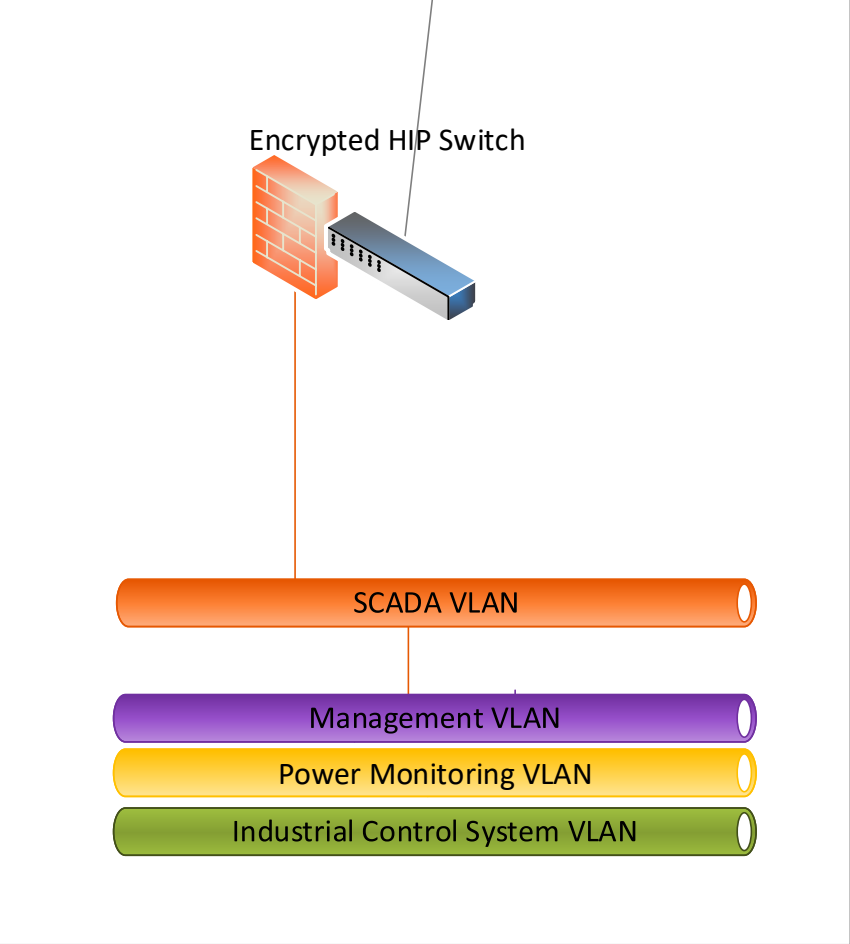 Encrypted HIP Switch
SCADA VLAN
Management VLAN
Power Monitoring VLAN
Industrial Control System VLAN